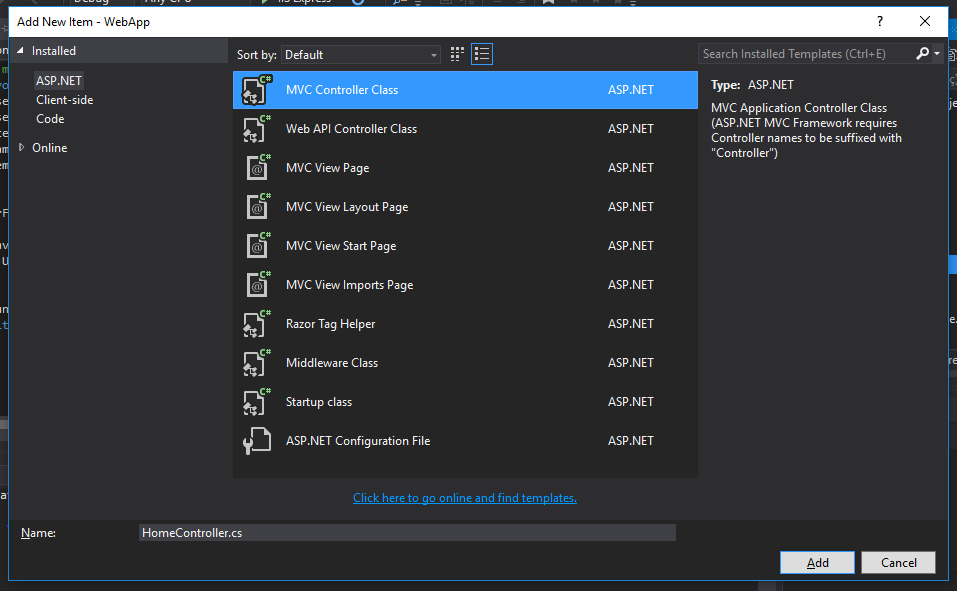 Debug
Any CPU
IIS Express
Add New Item - WebApp
?
Installed
Sort by:
Default
Search Installed Templates (Ctrl+E)
ASP.NET
Client-side
Code
Online
C#
MVC Controller Class
ASP.NET
C#
Web API Controller Class
ASP.NET
C#
MVC View Page
ASP.NET
C#
MVC View Layout Page
ASP.NET
C#
MVC View Start Page
ASP.NET
C#
MVC View Imports Page
ASP.NET
C#
Razor Tag Helper
ASP.NET
C#
Middleware Class
ASP.NET
C#
Startup class
ASP.NET
ASP.NET Configuration File
ASP.NET
Type: ASP.NET
MVC Application Controller Class
(ASP.NET MVC Framework requires
Controller names to be suffixed with
"Controller")
Click here to go online and find templates.
Name:
HomeController.cs
Add
Cancel